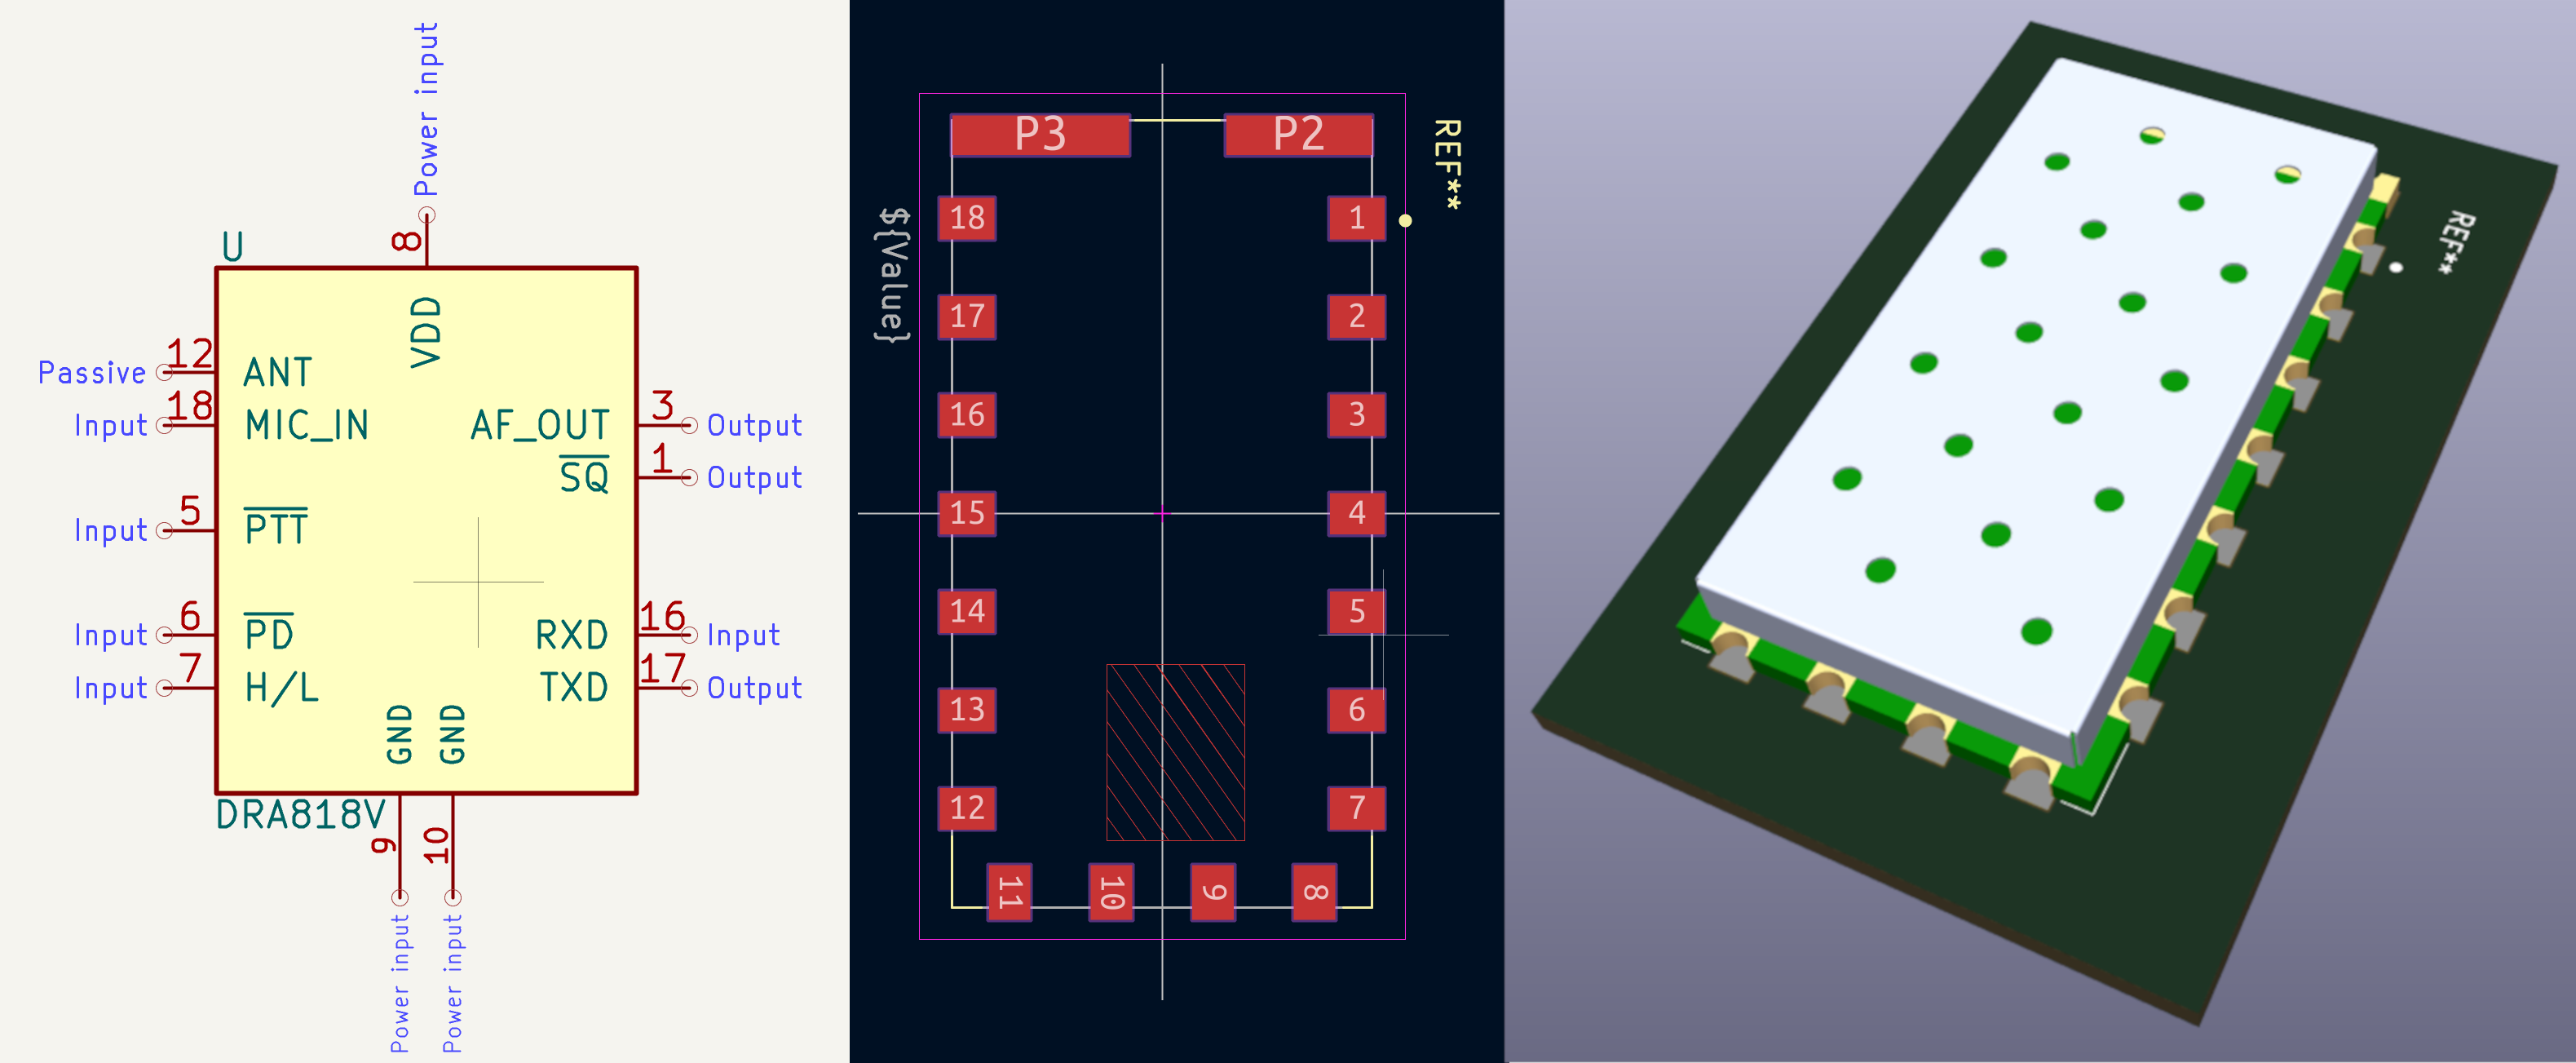 Power input
8
U
VDD
Passive
12
ANT
Input
18
MIC_IN
AF_OUT
3
Output
SQ
1
Output
Input
5
PTT
Input
6
PD
RXD
16
Input
Input
7
H/L
TXD
17
Output
GND
GND
DRA818V
9
10
Power input
Power input
P3
P2
REF**
${Value}
18
1
17
2
16
3
15
4
14
5
13
6
12
7
11
10
9
8
REF**